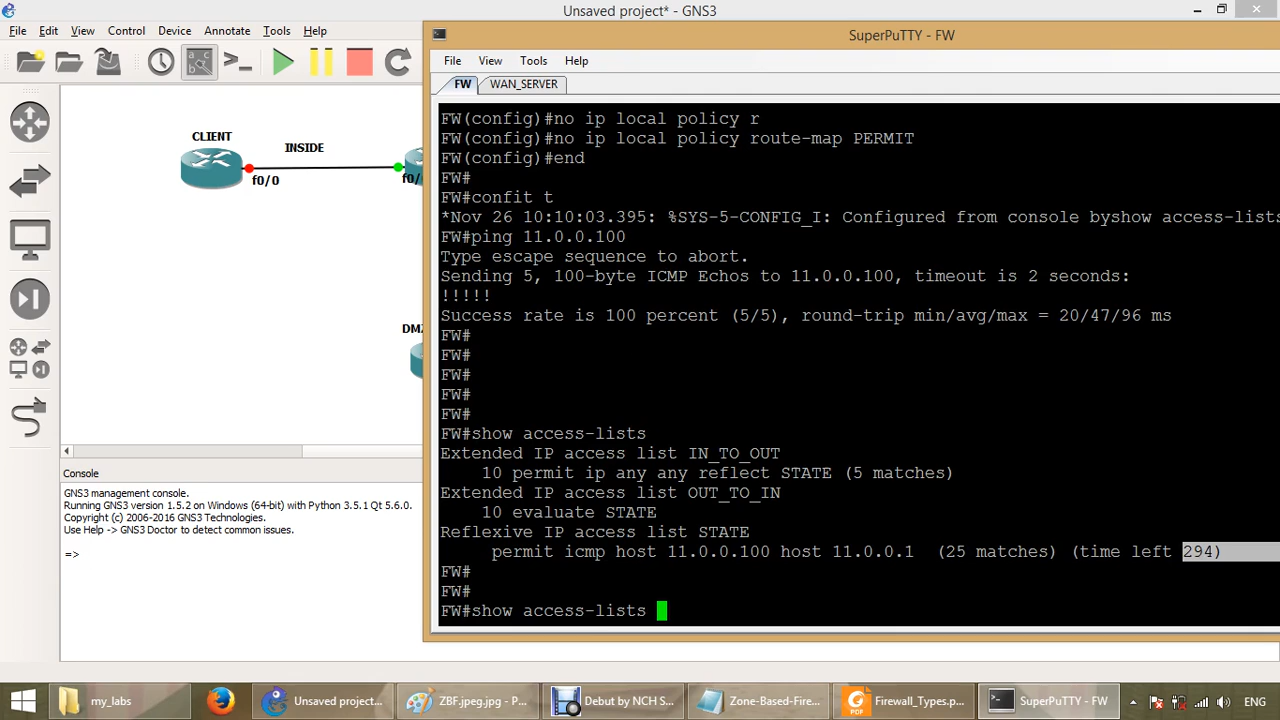 Unsaved project* - GNS3
File Edit View Control Device Annotate Tools Help
CLIENT
INSIDE
f0/0
f0/
DM
Console
GNS3 management console.
Running GNS3 version 1.5.2 on Windows (64-bit) with Python 3.5.1 Qt 5.6.0.
Copyright (c) 2006-2016 GNS3 Technologies.
Use Help -> GNS3 Doctor to detect common issues.
=>
SuperPuTTY - FW
File View Tools Help
FW WAN_SERVER
FW(config)#no ip local policy r
FW(config)#no ip local policy route-map PERMIT
FW(config)#end
FW#
FW#confit t
*Nov 26 10:10:03.395: %SYS-5-CONFIG_I: Configured from console byshow access-lists
FW#ping 11.0.0.100
Type escape sequence to abort.
Sending 5, 100-byte ICMP Echos to 11.0.0.100, timeout is 2 seconds:
!!!!!
Success rate is 100 percent (5/5), round-trip min/avg/max = 20/47/96 ms
FW#
FW#
FW#
FW#
FW#
FW#show access-lists
Extended IP access list IN_TO_OUT
10 permit ip any any reflect STATE (5 matches)
Extended IP access list OUT_TO_IN
10 evaluate STATE
Reflexive IP access list STATE
permit icmp host 11.0.0.100 host 11.0.0.1 (25 matches) (time left 294)
FW#
FW#
FW#show access-lists
my_labs
Unsaved project...
ZBF.jpeg.jpg - P...
Debut by NCH S...
Zone-Based-Fire...
Firewall_Types.p...
SuperPuTTY - FW
ENG